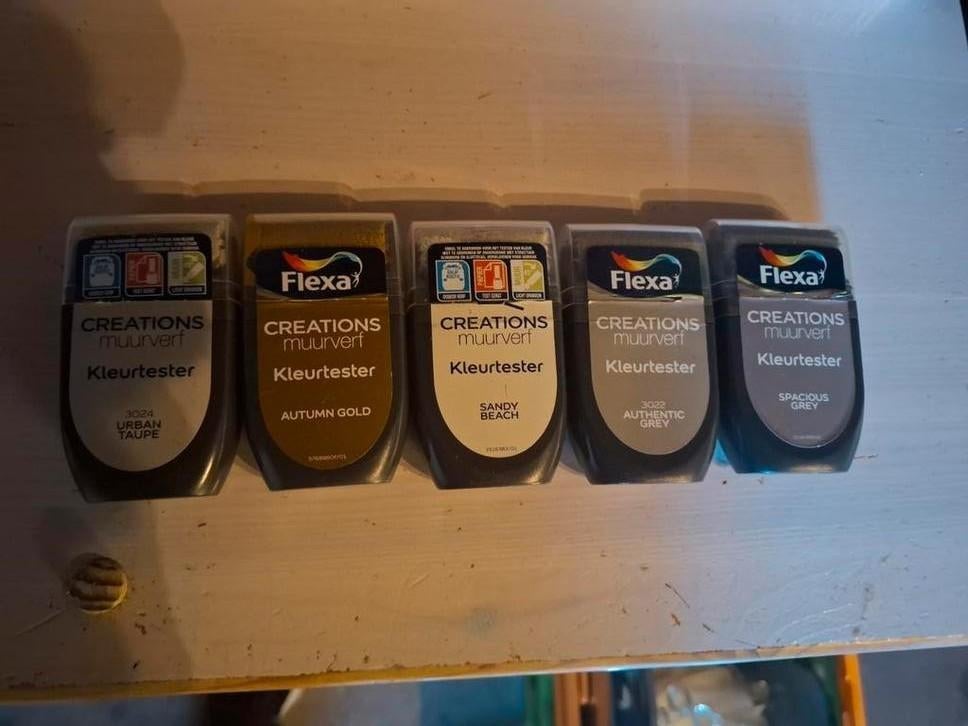 CREATIONS
muurverf
Kleurtester
3024
URBAN
TAUPE
Flexa
CREATIONS
muurverf
Kleurtester
AUTUMN GOLD
CREATIONS
muurverf
Kleurtester
SANDY
BEACH
Flexa
CREATIONS
muurverf
Kleurtester
3022
AUTHENTIC
GREY
Flexa
CREATIONS
muurverf
Kleurtester
SPACIOUS
GREY